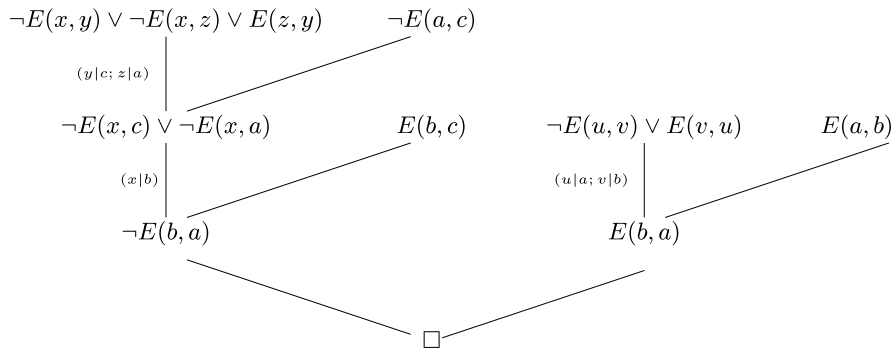 ¬E(x, y) ∨ ¬E(x, z) ∨ E(z, y) ¬E(a, c)
(y|c; z|a)
¬E(x, c) ∨ ¬E(x, a) E(b, c) ¬E(u, v) ∨ E(v, u) E(a, b)
(x|b) (u|a; v|b)
¬E(b, a) E(b, a)
□